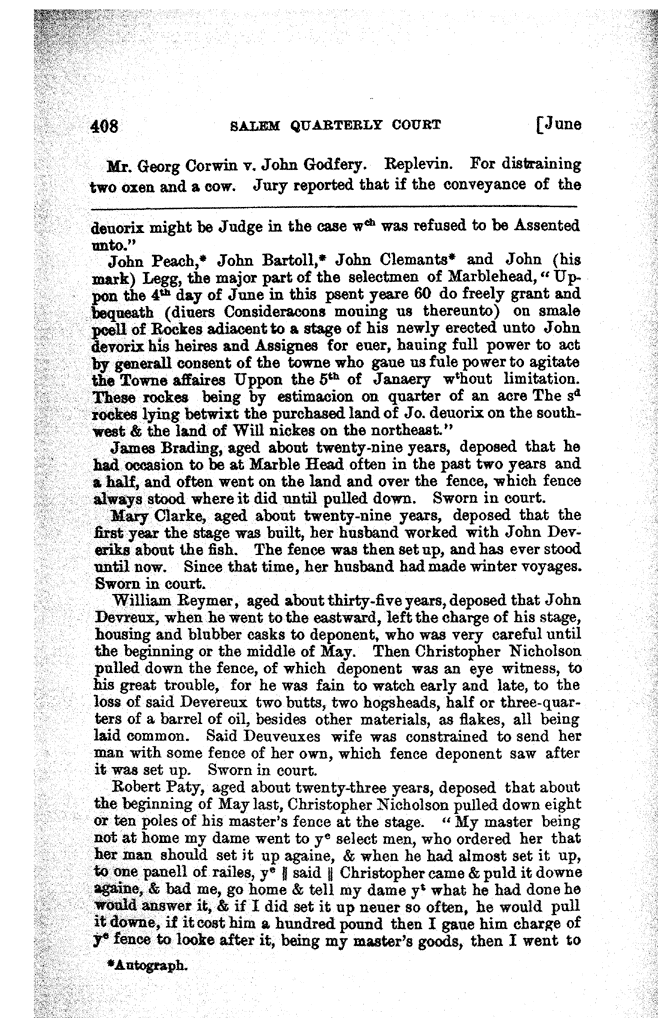 408 SALEM QUARTERLY COURT [June
Mr. Georg Corwin v. John Godfery. Replevin. For distraining
two oxen and a cow. Jury reported that if the conveyance of the
deuorix might be Judge in the case wch was refused to be Assented
unto."
John Peach,* John Bartoll,* John Clemants* and John (his
mark) Legg, the major part of the selectmen of Marblehead, "Up-
pon the 4th day of June in this psent yeare 60 do freely grant and
bequeath (diuers Consideracons mouing us thereunto) on smale
pcell of Rockes adiacent to a stage of his newly erected unto John
devorix his heires and Assignes for euer, hauing full power to act
by generall consent of the towne who gaue us fule power to agitate
the Towne affaires Uppon the 5th of Janaery wthout limitation.
These rockes being by estimacion on quarter of an acre The sd
rockes lying betwixt the purchased land of Jo. deuorix on the south-
west & the land of Will nickes on the northeast."
James Brading, aged about twenty-nine years, deposed that he
had occasion to be at Marble Head often in the past two years and
a half, and often went on the land and over the fence, which fence
always stood where it did until pulled down. Sworn in court.
Mary Clarke, aged about twenty-nine years, deposed that the
first year the stage was built, her husband worked with John Dev-
eriks about the fish. The fence was then set up, and has ever stood
until now. Since that time, her husband had made winter voyages.
Sworn in court.
William Reymer, aged about thirty-five years, deposed that John
Devreux, when he went to the eastward, left the charge of his stage,
housing and blubber casks to deponent, who was very careful until
the beginning or the middle of May. Then Christopher Nicholson
pulled down the fence, of which deponent was an eye witness, to
his great trouble, for he was fain to watch early and late, to the
loss of said Devereux two butts, two hogsheads, half or three-quar-
ters of a barrel of oil, besides other materials, as flakes, all being
laid common. Said Deuveuxes wife was constrained to send her
man with some fence of her own, which fence deponent saw after
it was set up. Sworn in court.
Robert Paty, aged about twenty-three years, deposed that about
the beginning of May last, Christopher Nicholson pulled down eight
or ten poles of his master's fence at the stage. "My master being
not at home my dame went to ye select men, who ordered her that
her man should set it up againe, & when he had almost set it up,
to one panell of railes, ye || said || Christopher came & puld it downe
againe, & bad me, go home & tell my dame yt what he had done he
would answer it, & if I did set it up neuer so often, he would pull
it downe, if it cost him a hundred pound then I gaue him charge of
ye fence to looke after it, being my master's goods, then I went to
*Autograph.